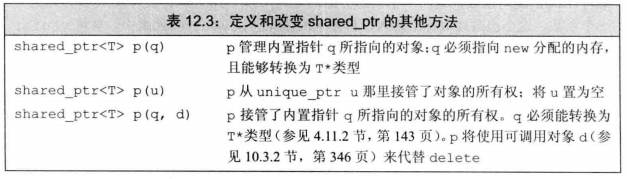 表 12.3：定义和改变 shared_ptr 的其他方法
shared_ptr<T> p(q) p 管理内置指针 q 所指向的对象；q 必须指向 new 分配的内存，
且能够转换为 T*类型
shared_ptr<T> p(u) p 从 unique_ptr u 那里接管了对象的所有权；将 u 置为空
shared_ptr<T> p(q, d) p 接管了内置指针 q 所指向的对象的所有权。q 必须能转换为
T*类型（参见 4.11.2 节，第 143 页）。p 将使用可调用对象 d（参
见 10.3.2 节，第 346 页）来代替 delete